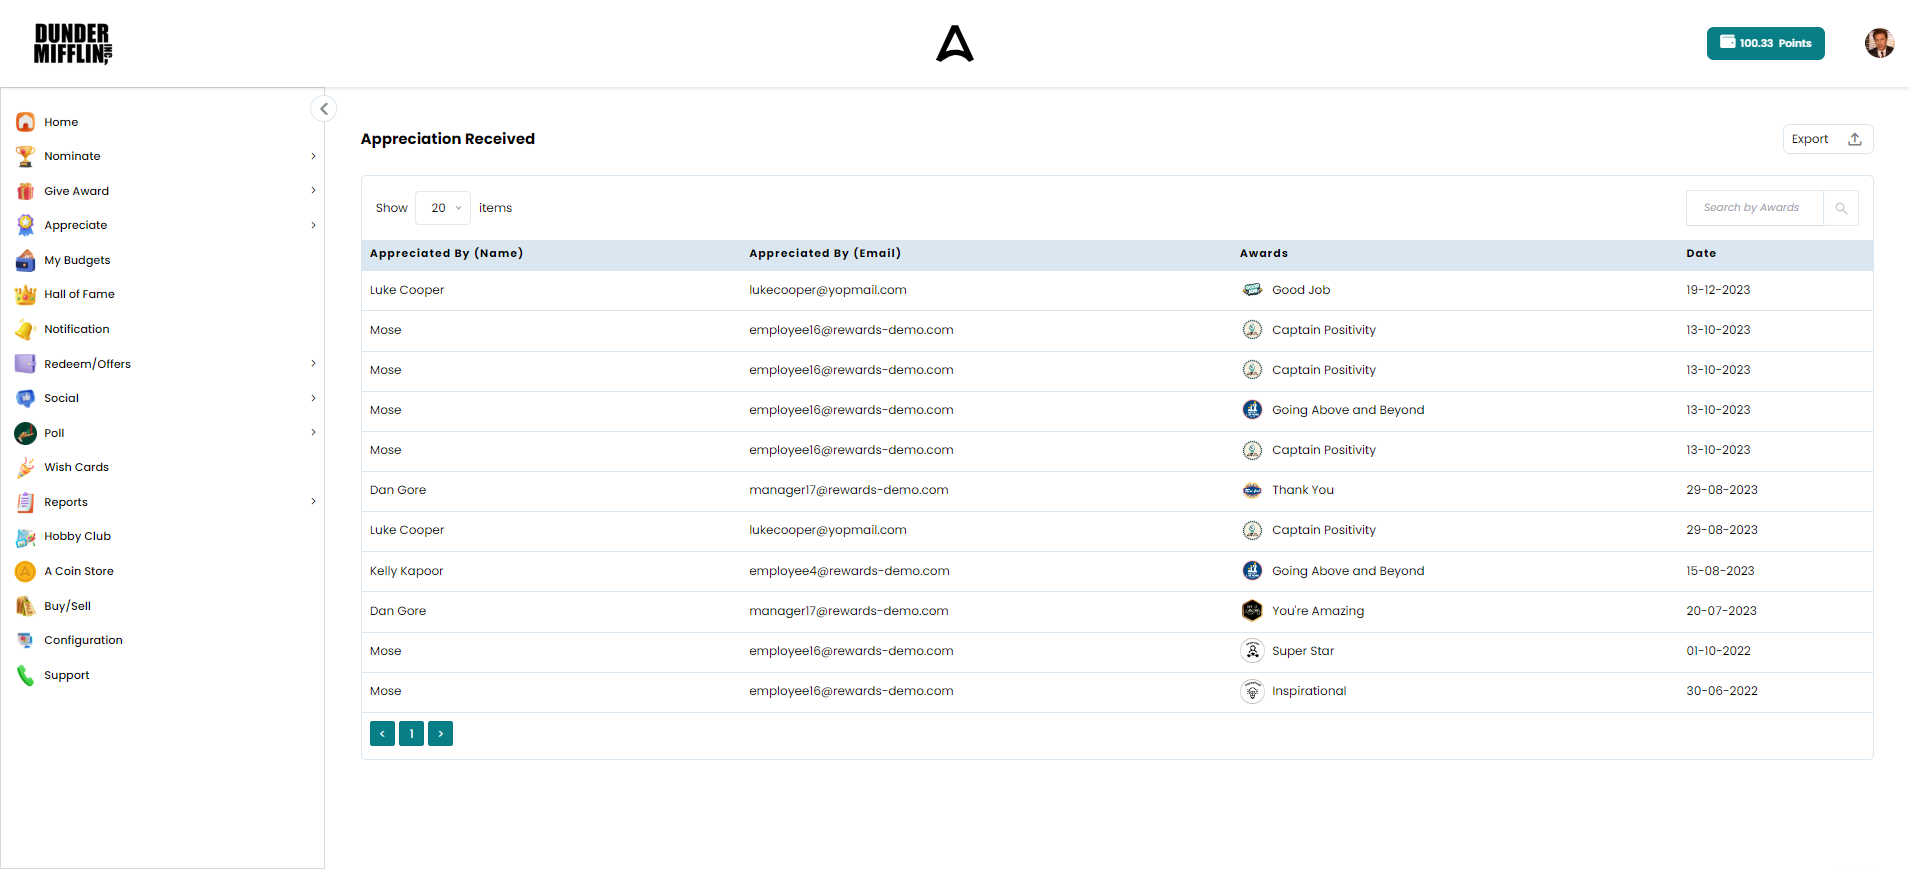 DUNDER
MIFFLIN, INC
100.33 Points
Home
Nominate
Give Award
Appreciate
My Budgets
Hall of Fame
Notification
Redeem/Offers
Social
Poll
Wish Cards
Reports
Hobby Club
A Coin Store
Buy/Sell
Configuration
Support
Appreciation Received
Export
Show 20 items
Search by Awards
Appreciated By (Name) Appreciated By (Email) Awards Date
Luke Cooper lukecooper@yopmail.com Good Job 19-12-2023
Mose employee16@rewards-demo.com Captain Positivity 13-10-2023
Mose employee16@rewards-demo.com Captain Positivity 13-10-2023
Mose employee16@rewards-demo.com Going Above and Beyond 13-10-2023
Mose employee16@rewards-demo.com Captain Positivity 13-10-2023
Dan Gore manager17@rewards-demo.com Thank You 29-08-2023
Luke Cooper lukecooper@yopmail.com Captain Positivity 29-08-2023
Kelly Kapoor employee4@rewards-demo.com Going Above and Beyond 15-08-2023
Dan Gore manager17@rewards-demo.com You're Amazing 20-07-2023
Mose employee16@rewards-demo.com Super Star 01-10-2022
Mose employee16@rewards-demo.com Inspirational 30-06-2022
< 1 >